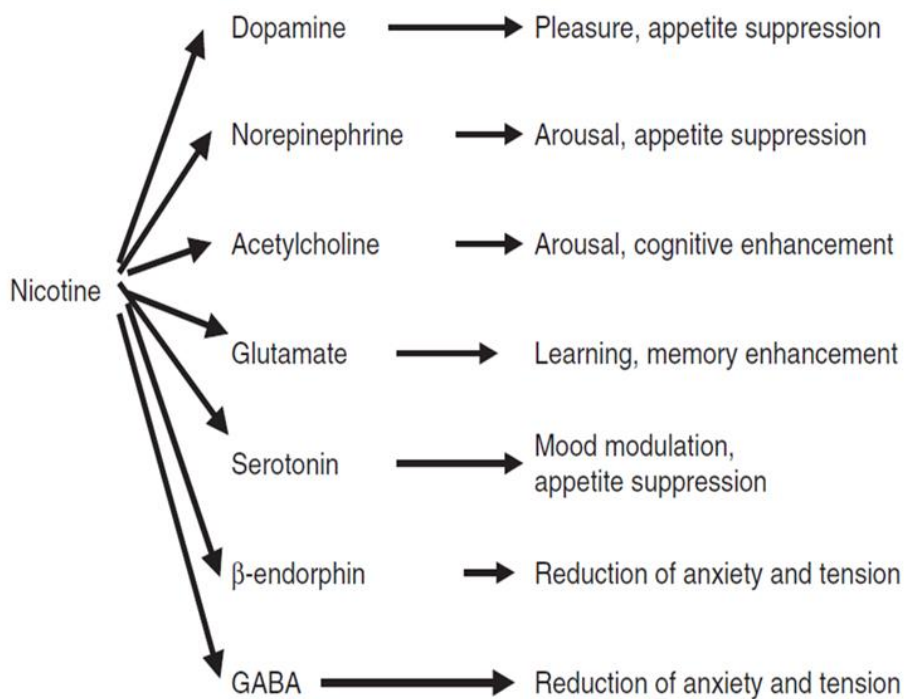 Dopamine Pleasure, appetite suppression
Norepinephrine Arousal, appetite suppression
Acetylcholine Arousal, cognitive enhancement
Nicotine
Glutamate Learning, memory enhancement
Serotonin Mood modulation,
appetite suppression
β-endorphin Reduction of anxiety and tension
GABA Reduction of anxiety and tension